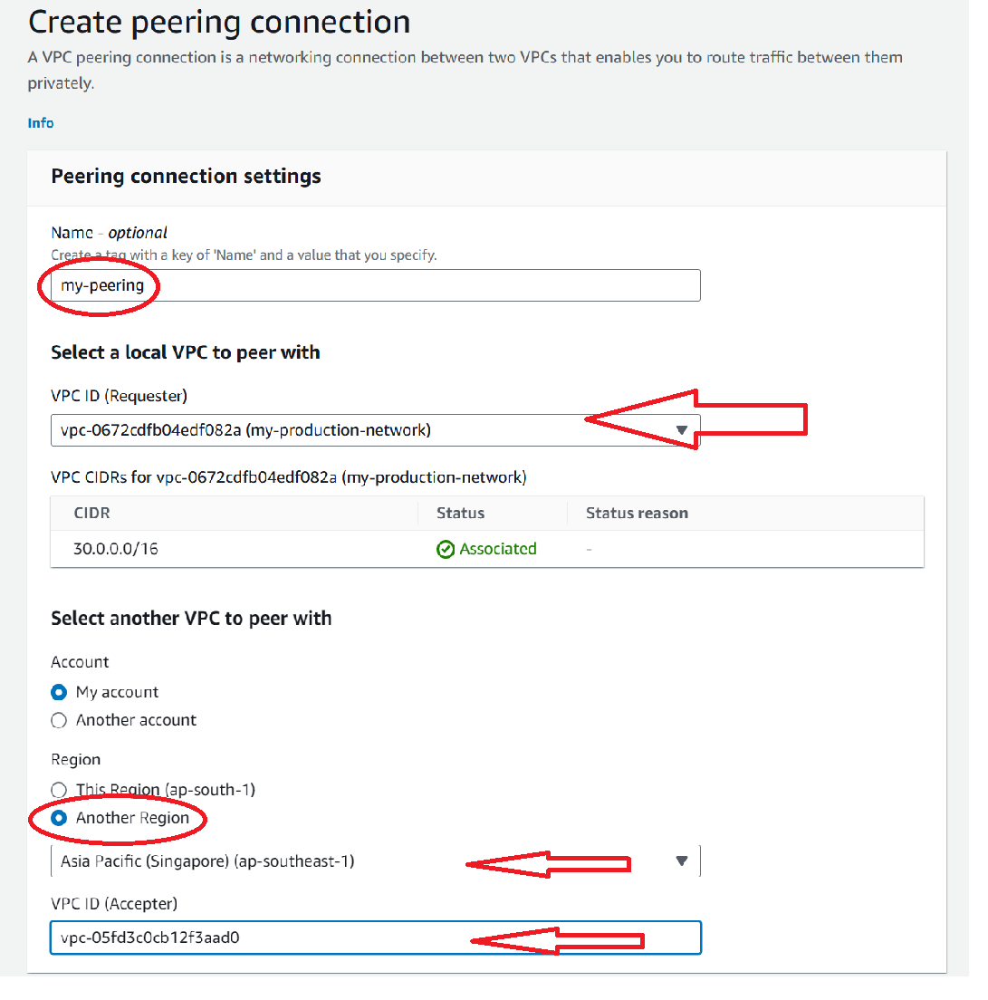 Create peering connection
A VPC peering connection is a networking connection between two VPCs that enables you to route traffic between them
privately.
Info
Peering connection settings
Name - optional
Create a tag with a key of 'Name' and a value that you specify.
my-peering
Select a local VPC to peer with
VPC ID (Requester)
vpc-0672cdfb04edf082a (my-production-network)
VPC CIDRs for vpc-0672cdfb04edf082a (my-production-network)
CIDR Status Status reason
30.0.0.0/16 Associated -
Select another VPC to peer with
Account
My account
Another account
Region
This Region (ap-south-1)
Another Region
Asia Pacific (Singapore) (ap-southeast-1)
VPC ID (Accepter)
vpc-05fd3c0cb12f3aad0